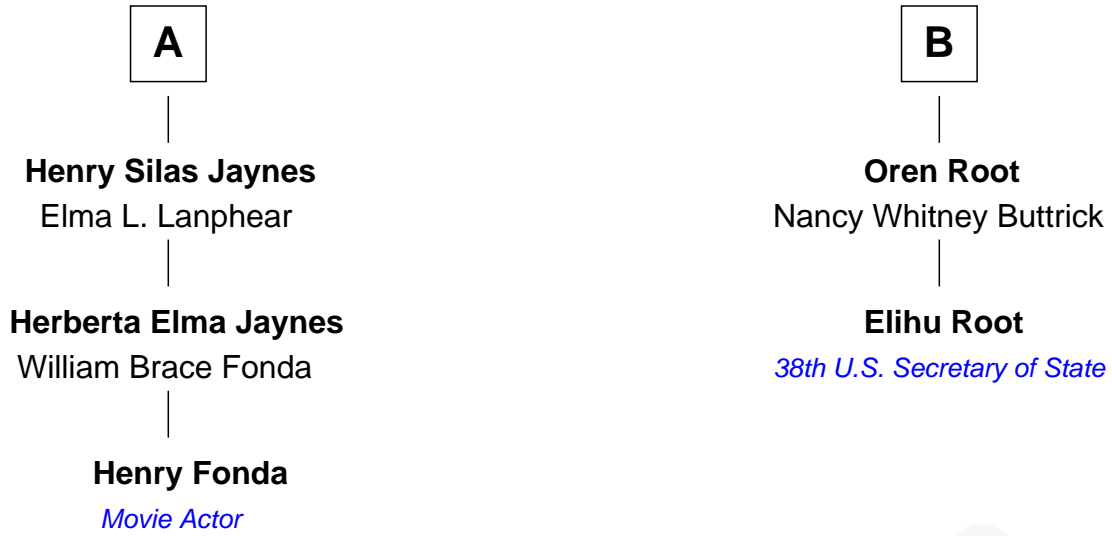 A
B
Henry Silas Jaynes
Elma L. Lanphear
Oren Root
Nancy Whitney Buttrick
Herberta Elma Jaynes
William Brace Fonda
Elihu Root
38th U.S. Secretary of State
Henry Fonda
Movie Actor